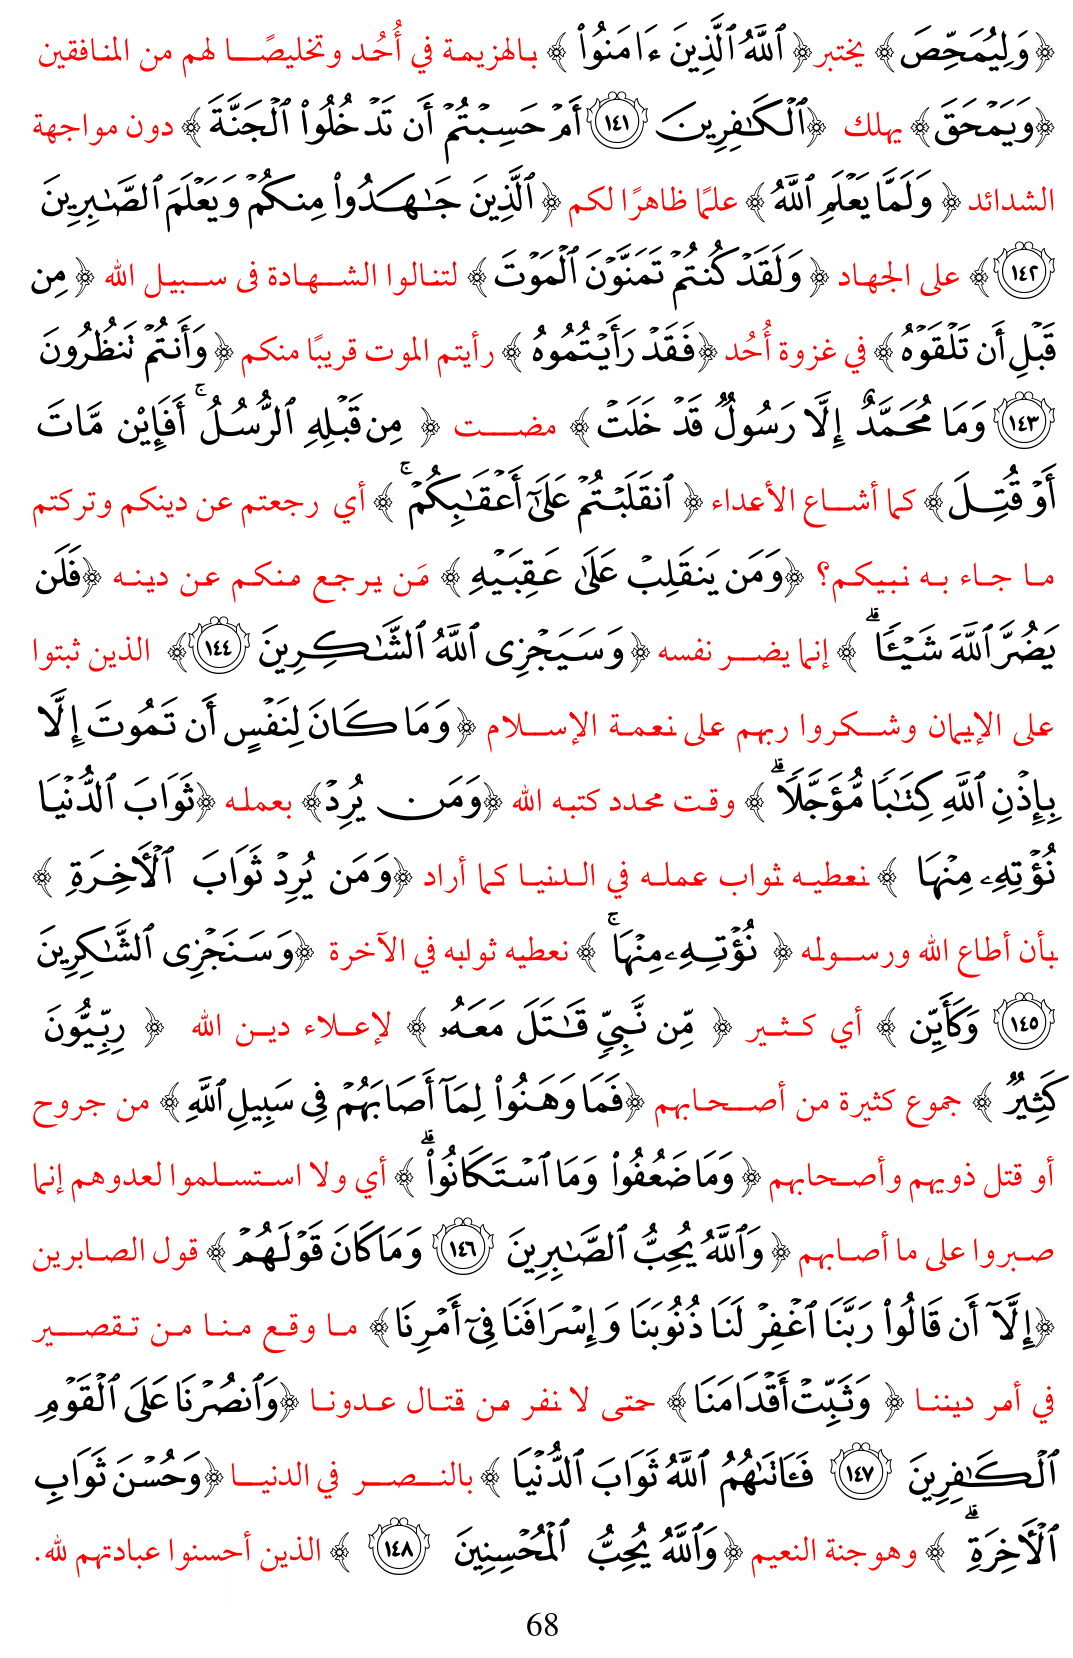 ﴿وَلِيُمَحِّصَ﴾ يختبر ﴿ٱللَّهُ ٱلَّذِينَ ءَامَنُوا۟﴾ بالهزيمة في أُحُد وتخليصًا لهم من المنافقين
﴿وَيَمْحَقَ﴾ يهلك ﴿ٱلْكَـٰفِرِينَ ١٤١ أَمْ حَسِبْتُمْ أَن تَدْخُلُوا۟ ٱلْجَنَّةَ﴾ دون مواجهة
الشدائد ﴿وَلَمَّا يَعْلَمِ ٱللَّهُ﴾ علمًا ظاهرًا لكم ﴿ٱلَّذِينَ جَـٰهَدُوا۟ مِنكُمْ وَيَعْلَمَ ٱلصَّـٰبِرِينَ
١٤٢﴾ على الجهاد ﴿وَلَقَدْ كُنتُمْ تَمَنَّوْنَ ٱلْمَوْتَ﴾ لتنالوا الشهادة فى سبيل الله ﴿مِن
قَبْلِ أَن تَلْقَوْهُ﴾ في غزوة أُحُد ﴿فَقَدْ رَأَيْتُمُوهُ﴾ رأيتم الموت قريبًا منكم ﴿وَأَنتُمْ تَنظُرُونَ
١٤٣ وَمَا مُحَمَّدٌ إِلَّا رَسُولٌ قَدْ خَلَتْ﴾ مضت ﴿مِن قَبْلِهِ ٱلرُّسُلُ ۚ أَفَإِي۟ن مَّاتَ
أَوْ قُتِلَ﴾ كما أشاع الأعداء ﴿ٱنقَلَبْتُمْ عَلَىٰٓ أَعْقَـٰبِكُمْ ۚ﴾ أي رجعتم عن دينكم وتركتم
ما جاء به نبيكم؟ ﴿وَمَن يَنقَلِبْ عَلَىٰ عَقِبَيْهِ﴾ مَن يرجع منكم عن دينه ﴿فَلَن
يَضُرَّ ٱللَّهَ شَيْـًٔا ۗ﴾ إنما يضر نفسه ﴿وَسَيَجْزِى ٱللَّهُ ٱلشَّـٰكِرِينَ ١٤٤﴾ الذين ثبتوا
على الإيمان وشكروا ربهم على نعمة الإسلام ﴿وَمَا كَانَ لِنَفْسٍ أَن تَمُوتَ إِلَّا
بِإِذْنِ ٱللَّهِ كِتَـٰبًا مُّؤَجَّلًا ۗ﴾ وقت محدد كتبه الله ﴿وَمَن يُرِدْ﴾ بعمله ﴿ثَوَابَ ٱلدُّنْيَا
نُؤْتِهِۦ مِنْهَا﴾ نعطيه ثواب عمله في الدنيا كما أراد ﴿وَمَن يُرِدْ ثَوَابَ ٱلْـَٔاخِرَةِ﴾
بأن أطاع الله ورسوله ﴿نُؤْتِهِۦ مِنْهَا ۚ﴾ نعطيه ثوابه في الآخرة ﴿وَسَنَجْزِى ٱلشَّـٰكِرِينَ
١٤٥ وَكَأَيِّن﴾ أي كثير ﴿مِّن نَّبِىٍّ قَـٰتَلَ مَعَهُۥ﴾ لإعلاء دين الله ﴿رِبِّيُّونَ
كَثِيرٌ﴾ جموع كثيرة من أصحابهم ﴿فَمَا وَهَنُوا۟ لِمَآ أَصَابَهُمْ فِى سَبِيلِ ٱللَّهِ﴾ من جروح
أو قتل ذويهم وأصحابهم ﴿وَمَا ضَعُفُوا۟ وَمَا ٱسْتَكَانُوا۟ ۗ﴾ أي ولا استسلموا لعدوهم إنما
صبروا على ما أصابهم ﴿وَٱللَّهُ يُحِبُّ ٱلصَّـٰبِرِينَ ١٤٦ وَمَا كَانَ قَوْلَهُمْ﴾ قول الصابرين
﴿إِلَّآ أَن قَالُوا۟ رَبَّنَا ٱغْفِرْ لَنَا ذُنُوبَنَا وَإِسْرَافَنَا فِىٓ أَمْرِنَا﴾ ما وقع منا من تقصير
في أمر ديننا ﴿وَثَبِّتْ أَقْدَامَنَا﴾ حتى لا نفر من قتال عدونا ﴿وَٱنصُرْنَا عَلَى ٱلْقَوْمِ
ٱلْكَـٰفِرِينَ ١٤٧ فَـَٔاتَىٰهُمُ ٱللَّهُ ثَوَابَ ٱلدُّنْيَا﴾ بالنصر في الدنيا ﴿وَحُسْنَ ثَوَابِ
ٱلْـَٔاخِرَةِ ۗ﴾ وهو جنة النعيم ﴿وَٱللَّهُ يُحِبُّ ٱلْمُحْسِنِينَ ١٤٨﴾ الذين أحسنوا عبادتهم لله.
68